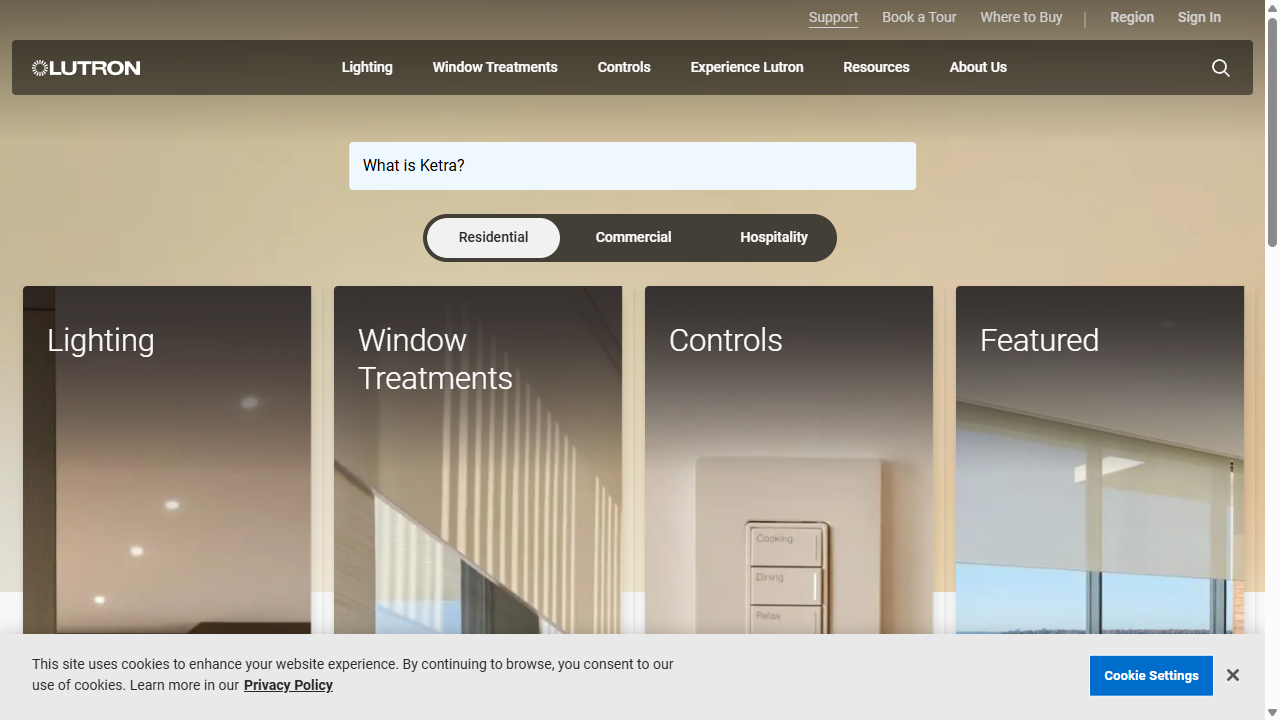 Support
Book a Tour
Where to Buy
Region
Sign In
LUTRON
Lighting
Window Treatments
Controls
Experience Lutron
Resources
About Us
What is Ketra?
Residential
Commercial
Hospitality
Lighting
Window
Treatments
Controls
Cooking
Dining
Relax
Featured
This site uses cookies to enhance your website experience. By continuing to browse, you consent to our
use of cookies. Learn more in our Privacy Policy
Cookie Settings